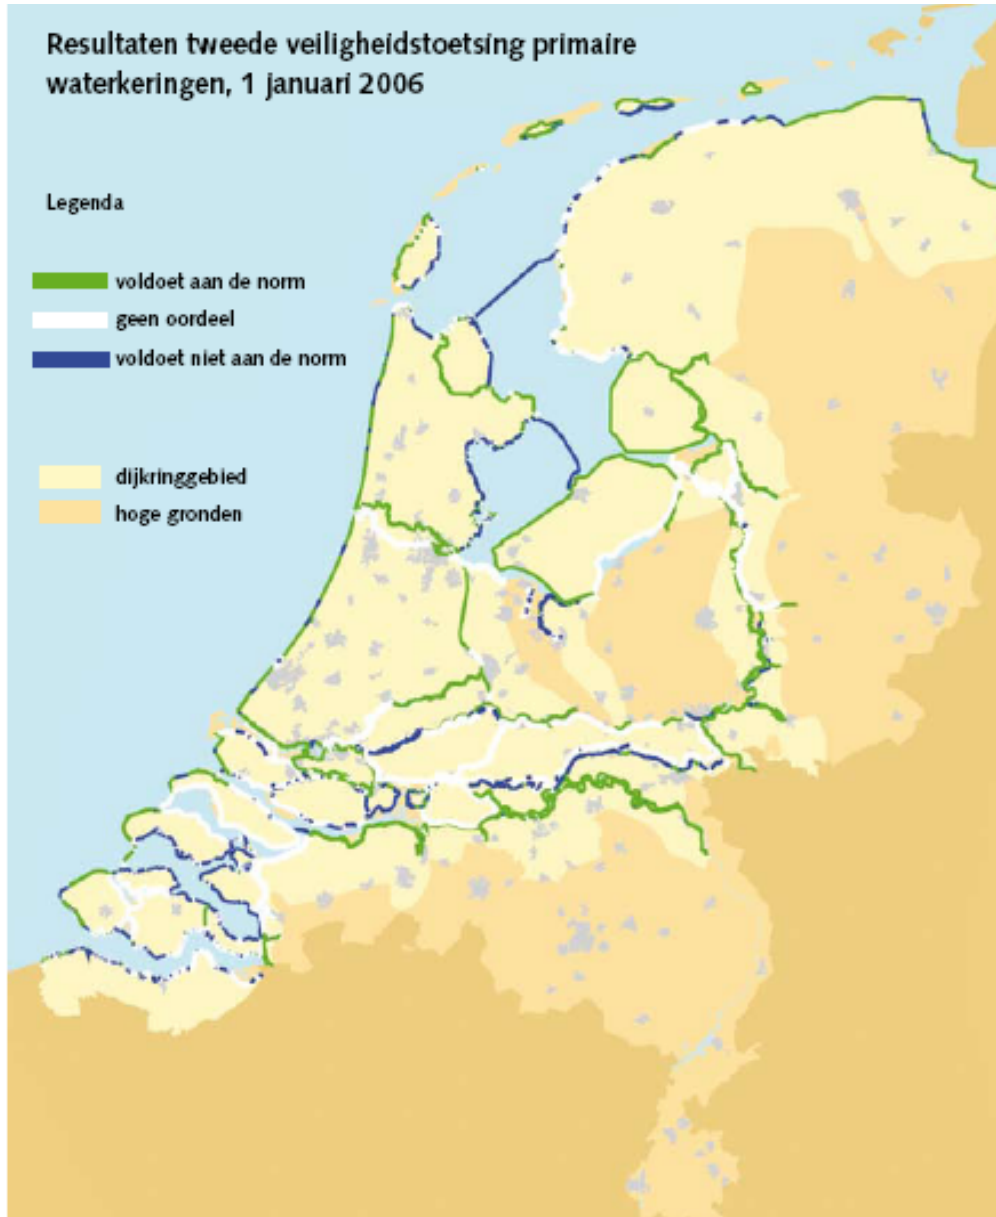 Resultaten tweede veiligheidstoetsing primaire
waterkeringen, 1 januari 2006
Legenda
voldoet aan de norm
geen oordeel
voldoet niet aan de norm
dijkringgebied
hoge gronden